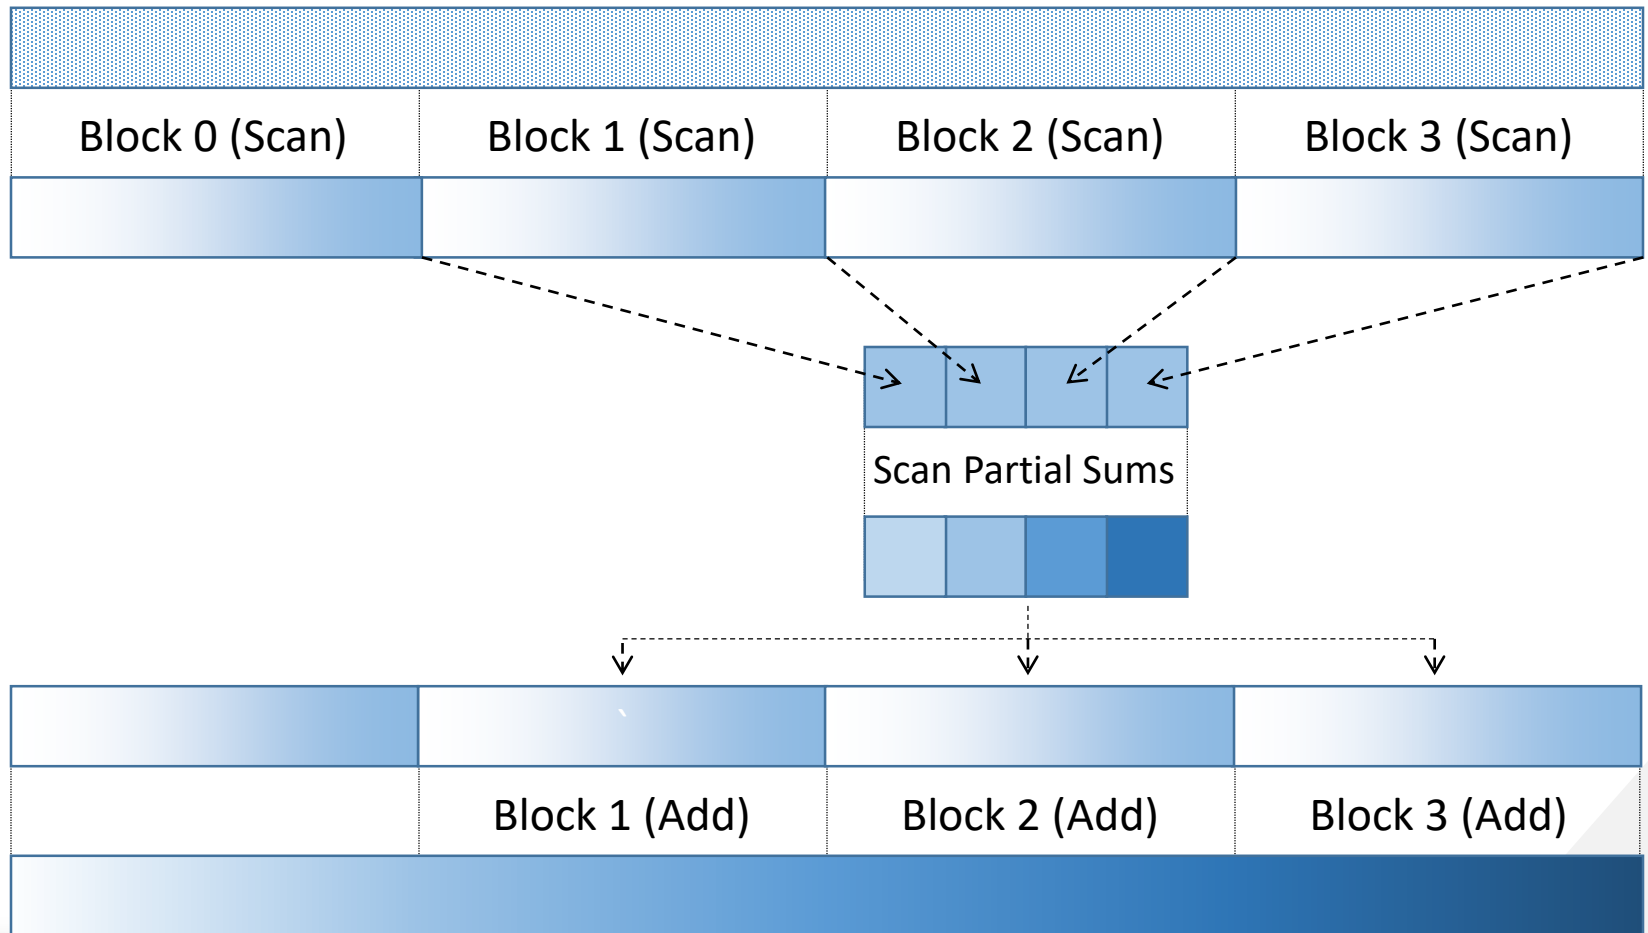 Block 0 (Scan)
Block 1 (Scan)
Block 2 (Scan)
Block 3 (Scan)
Scan Partial Sums
`
Block 1 (Add)
Block 2 (Add)
Block 3 (Add)